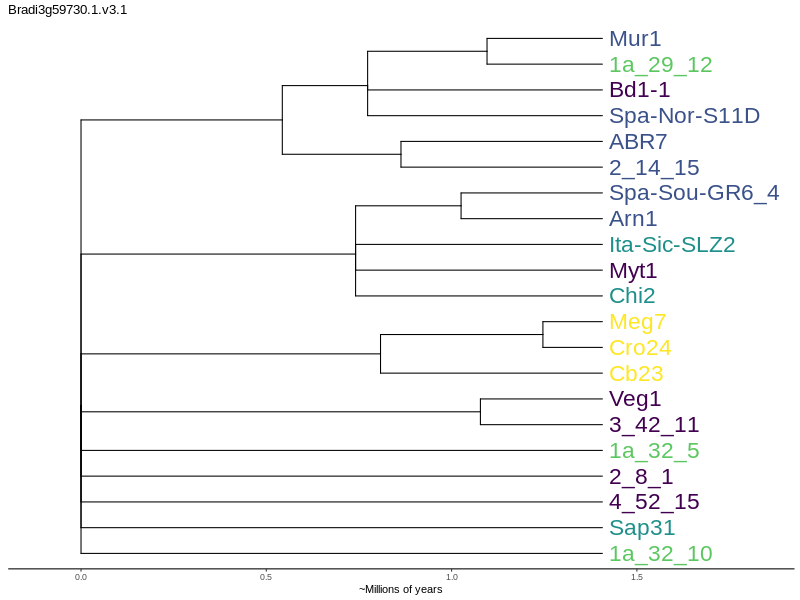 Bradi3g59730.1.v3.1
Mur1
1a_29_12
Bd1-1
Spa-Nor-S11D
ABR7
2_14_15
Spa-Sou-GR6_4
Arn1
Ita-Sic-SLZ2
Myt1
Chi2
Meg7
Cro24
Cb23
Veg1
3_42_11
1a_32_5
2_8_1
4_52_15
Sap31
1a_32_10
0.0 0.5 1.0 1.5
~Millions of years